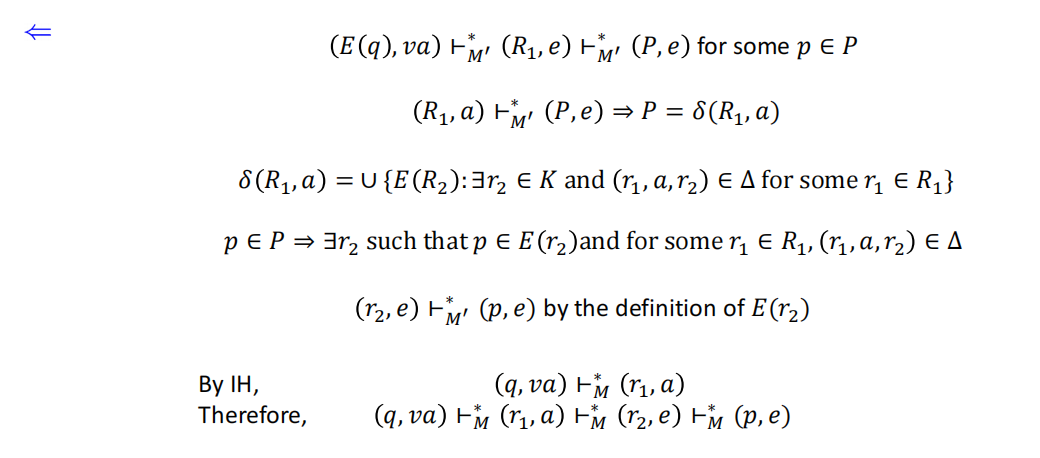 ⇐
(E(q), va) ⊢*M′ (R₁, e) ⊢*M′ (P, e) for some p ∈ P
(R₁, a) ⊢*M′ (P, e) ⇒ P = δ(R₁, a)
δ(R₁, a) = ∪ {E(R₂): ∃r₂ ∈ K and (r₁, a, r₂) ∈ Δ for some r₁ ∈ R₁}
p ∈ P ⇒ ∃r₂ such that p ∈ E(r₂)and for some r₁ ∈ R₁, (r₁, a, r₂) ∈ Δ
(r₂, e) ⊢*M′ (p, e) by the definition of E(r₂)
By IH, (q, va) ⊢*M (r₁, a)
Therefore, (q, va) ⊢*M (r₁, a) ⊢*M (r₂, e) ⊢*M (p, e)